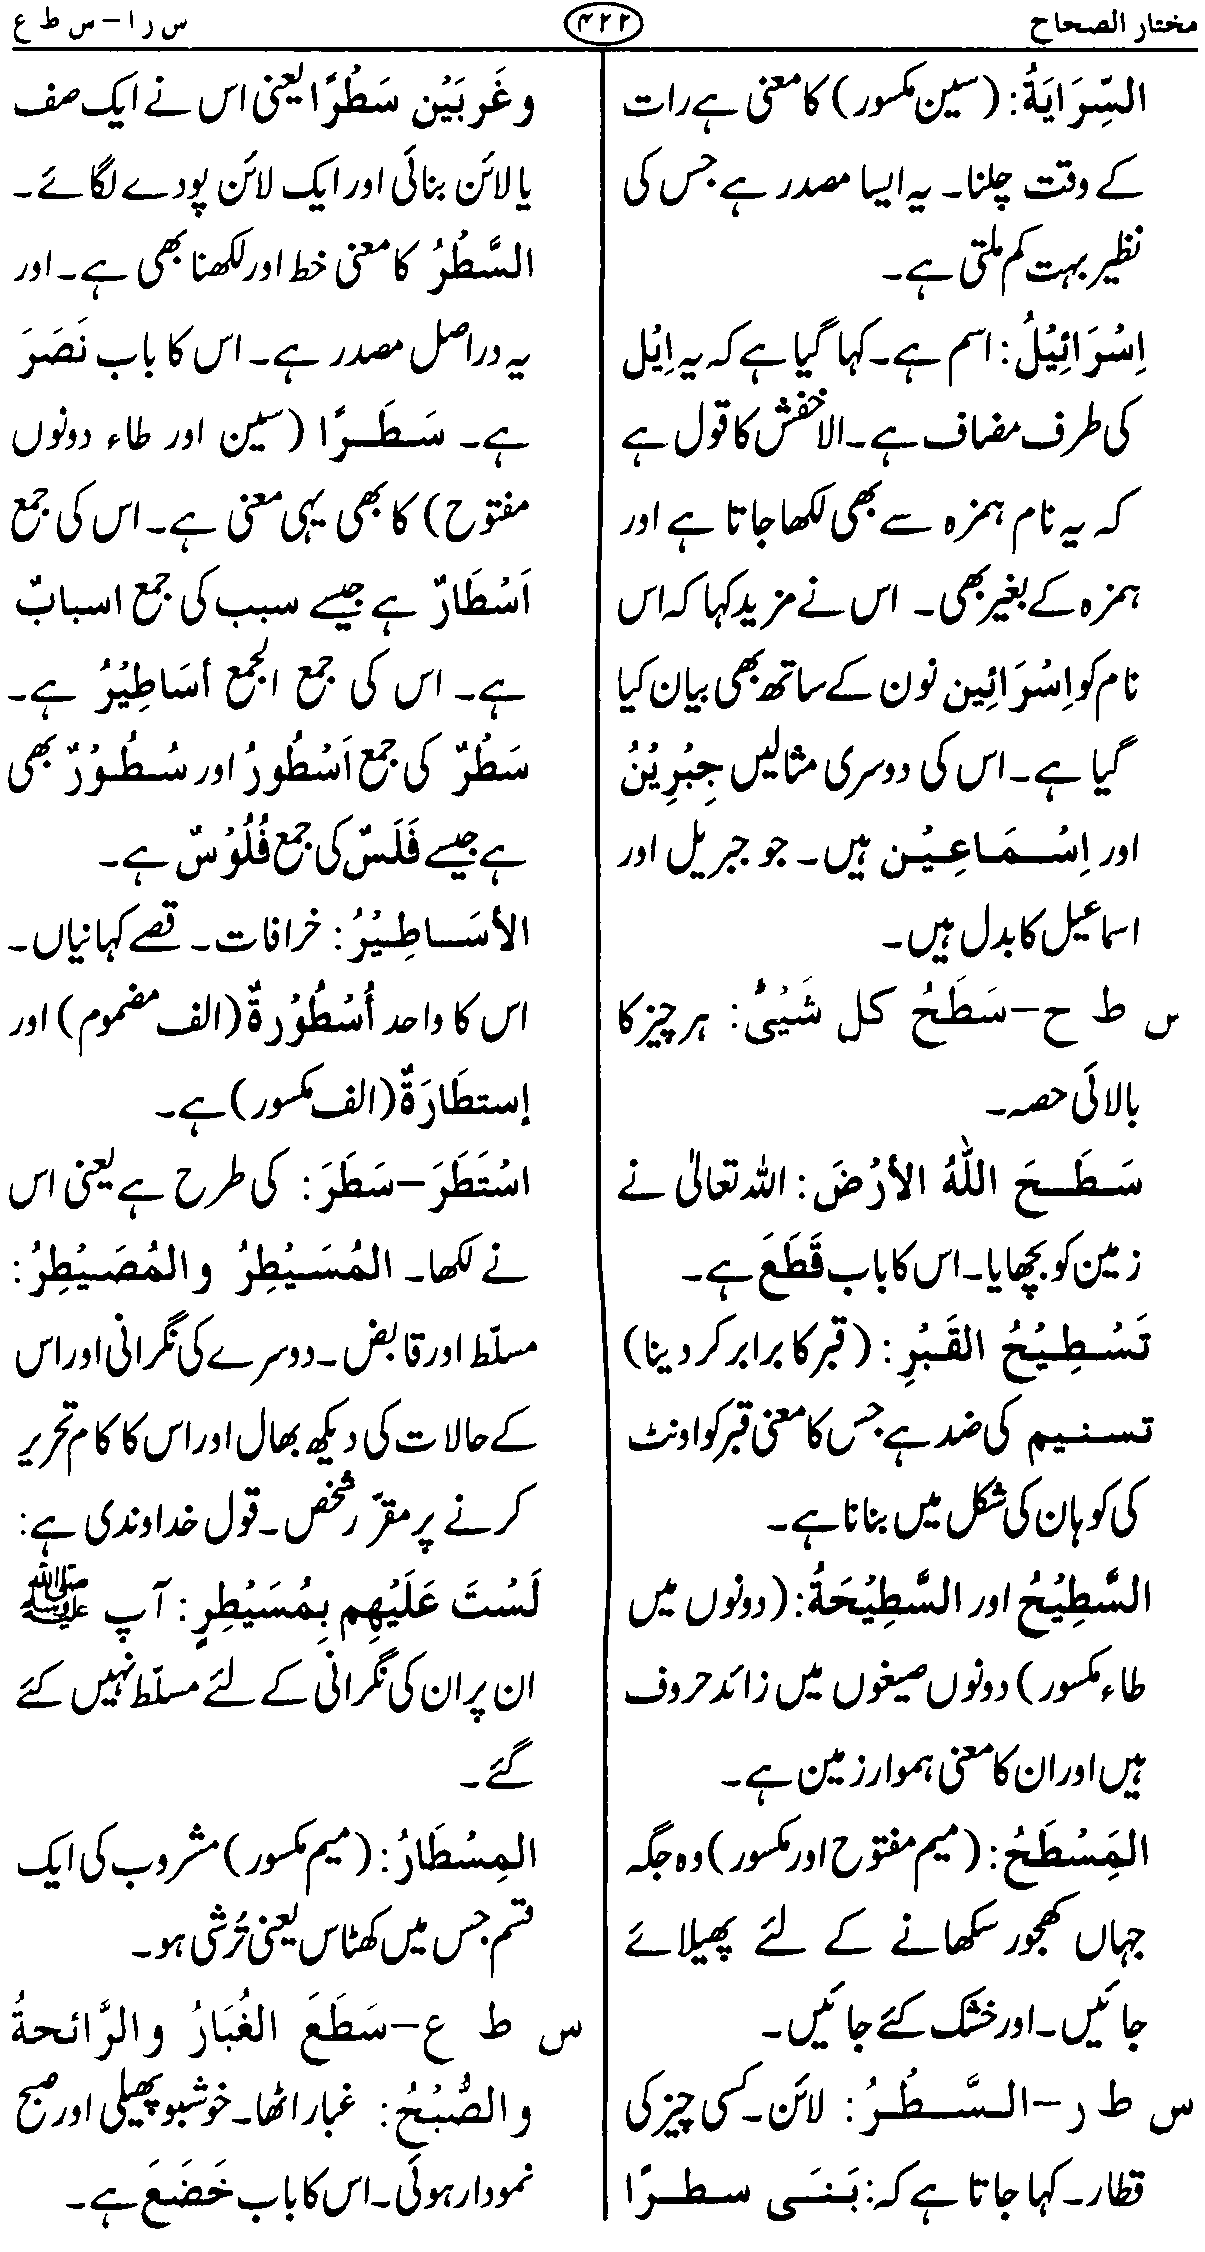 مختار الصحاح
۴۲۲
س ر ا – س ط ع
السِّرَايَةُ: (سین مکسور) کا معنی ہے رات
کے وقت چلنا۔ یہ ایسا مصدر ہے جس کی
نظیر بہت کم ملتی ہے۔
اِسْرَائِیْلُ: اسم ہے۔ کہا گیا ہے کہ یہ اِیْل
کی طرف مضاف ہے۔ الاخفش کا قول ہے
کہ یہ نام ہمزہ سے بھی لکھا جاتا ہے اور
ہمزہ کے بغیر بھی۔ اس نے مزید کہا کہ اس
نام کو اِسْرَائِین نون کے ساتھ بھی بیان کیا
گیا ہے۔ اس کی دوسری مثالیں جِبْرِیْنُ
اور اِسْمَاعِیْن ہیں۔ جو جبریل اور
اسماعیل کا بدل ہیں۔
س ط ح – سَطَحُ کل شَیْیءٌ: ہر چیز کا
بالائی حصہ۔
سَطَحَ اللّٰهُ الأرْضَ: اللہ تعالیٰ نے
زمین کو بچھایا۔ اس کا باب قَطَعَ ہے۔
تَسْطِیْحُ القَبْرِ: (قبر کا برابر کر دینا)
تسنیم کی ضد ہے جس کا معنی قبر کو اونٹ
کی کوہان کی شکل میں بنانا ہے۔
السَّطِیْحُ اور السَّطِیْحَةُ: (دونوں میں
طاء مکسور) دونوں صیغوں میں زائد حروف
ہیں اور ان کا معنی ہموار زمین ہے۔
المَِسْطَحُ: (میم مفتوح اور مکسور) وہ جگہ
جہاں کھجور سکھانے کے لئے پھیلائے
جائیں۔ اور خشک کئے جائیں۔
س ط ر – السَّطْرُ: لائن۔ کسی چیز کی
قطار۔ کہا جاتا ہے کہ: بَنَی سطرًا
وغَرَبَیْن سَطْرًا یعنی اس نے ایک صف
یا لائن بنائی اور ایک لائن پودے لگائے۔
السَّطْرُ کا معنی خط اور لکھنا بھی ہے۔ اور
یہ دراصل مصدر ہے۔ اس کا باب نَصَرَ
ہے۔ سَطَرًا (سین اور طاء دونوں
مفتوح) کا بھی یہی معنی ہے۔ اس کی جمع
اَسْطَارٌ ہے جیسے سبب کی جمع اسبابٌ
ہے۔ اس کی جمع الجمع أسَاطِیْرُ ہے۔
سَطْرٌ کی جمع اَسْطُورُ اور سُطُوْرٌ بھی
ہے جیسے فَلَسٌ کی جمع فُلُوْسٌ ہے۔
الأسَاطِیْرُ: خرافات۔ قصے کہانیاں۔
اس کا واحد أُسْطُوْرةٌ (الف مضموم) اور
إستطَارَةٌ (الف مکسور) ہے۔
اسْتَطَرَ – سَطَرَ: کی طرح ہے یعنی اس
نے لکھا۔ المُسَیْطِرُ والمُصَیْطِرُ:
مسلّط اور قابض۔ دوسرے کی نگرانی اور اس
کے حالات کی دیکھ بھال اور اس کا کام تحریر
کرنے پر مقرّر شخص۔ قول خداوندی ہے:
لَسْتَ عَلَیْهِم بِمُسَیْطِرٍ: آپ ﷺ
ان پر ان کی نگرانی کے لئے مسلّط نہیں کئے
گئے۔
المِسْطَارُ: (میم مکسور) مشروب کی ایک
قسم جس میں کھٹاس یعنی تُرشی ہو۔
س ط ع – سَطَعَ الغُبَارُ والرَّائحةُ
والصُّبْحُ: غبار اٹھا۔ خوشبو پھیلی اور صبح
نمودار ہوئی۔ اس کا باب خَضَعَ ہے۔